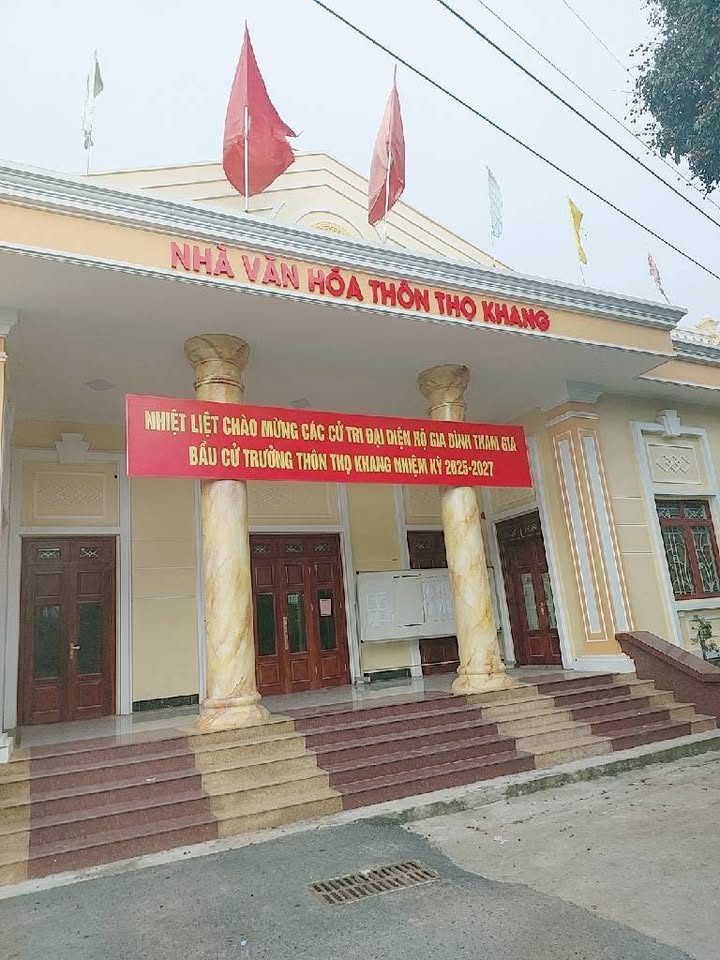 NHÀ VĂN HÓA THÔN THỌ KHANG
NHIỆT LIỆT CHÀO MỪNG CÁC CỬ TRI ĐẠI DIỆN HỘ GIA ĐÌNH THAM GIA
BẦU CỬ TRƯỞNG THÔN THỌ KHANG NHIỆM KỲ 2025-2027